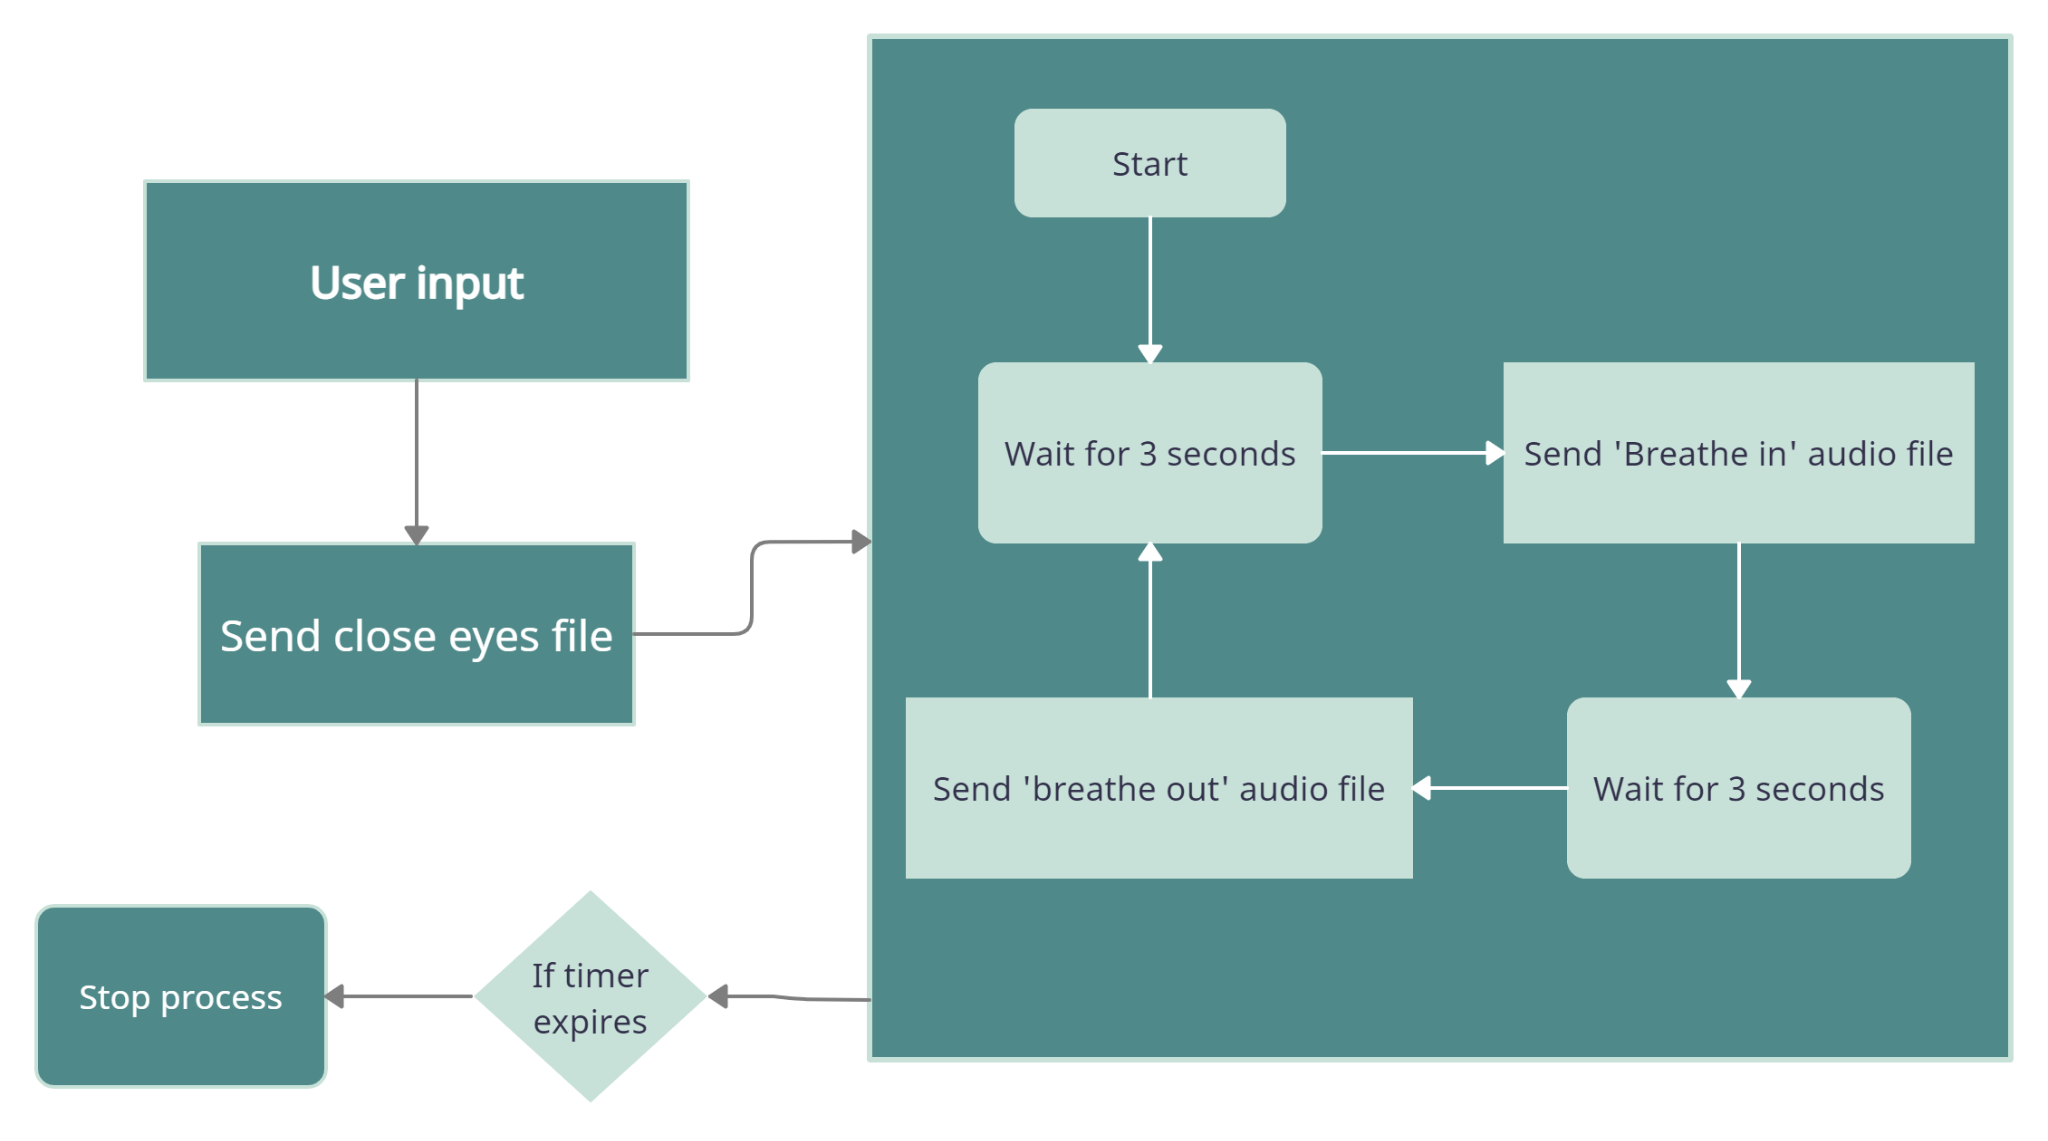 User input
Send close eyes file
Start
Wait for 3 seconds
Send 'Breathe in' audio file
Wait for 3 seconds
Send 'breathe out' audio file
If timer
expires
Stop process